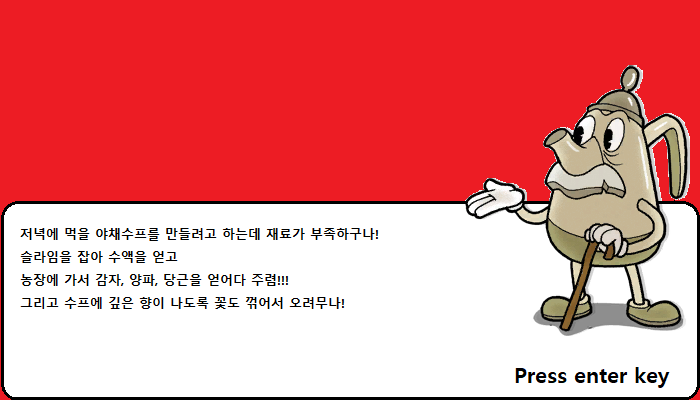 저녁에 먹을 야채수프를 만들려고 하는데 재료가 부족하구나!
슬라임을 잡아 수액을 얻고
농장에 가서 감자, 양파, 당근을 얻어다 주렴!!!
그리고 수프에 깊은 향이 나도록 꽃도 꺾어서 오려무나!
Press enter key